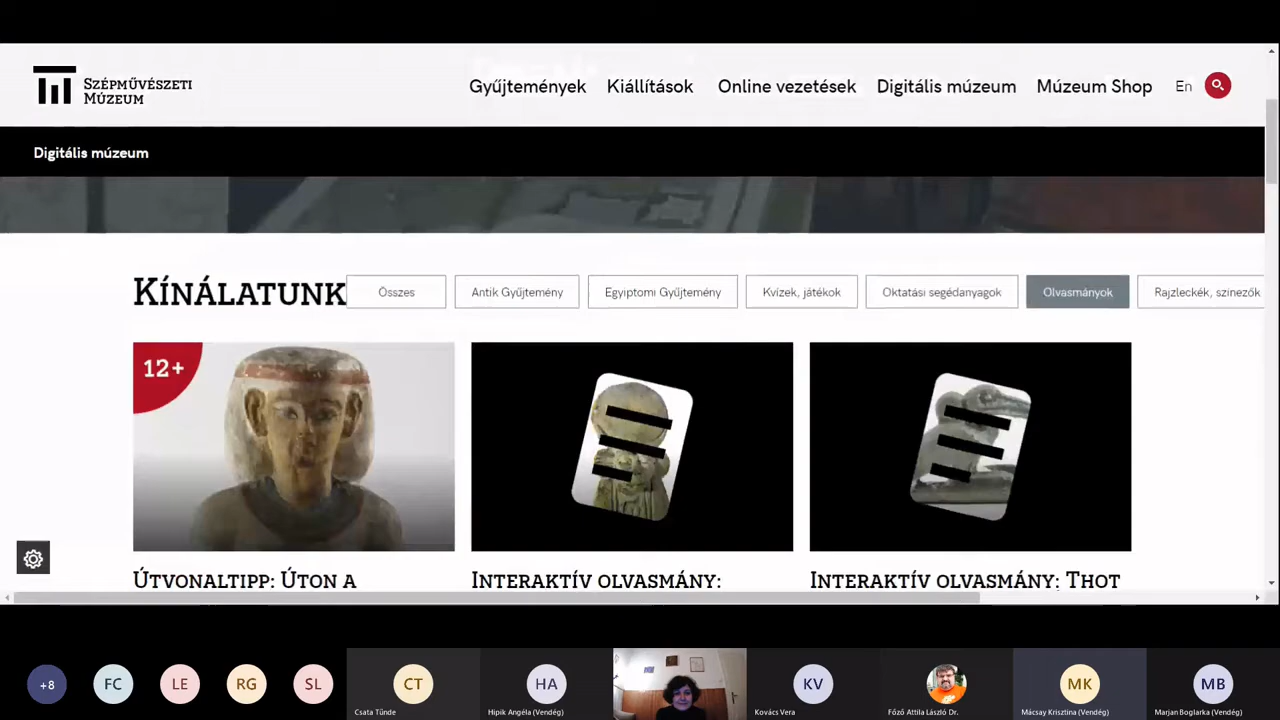 Szépművészeti
Múzeum
Gyűjtemények
Kiállítások
Online vezetések
Digitális múzeum
Múzeum Shop
En
Digitális múzeum
Kínálatunk
Összes
Antik Gyűjtemény
Egyiptomi Gyűjtemény
Kvízek, játékok
Oktatási segédanyagok
Olvasmányok
Rajzleckék, színezők
12+
Útvonaltipp: Úton a
Interaktív olvasmány:
Interaktív olvasmány: Thot
+8
FC
LE
RG
SL
CT
HA
KV
MK
MB
Csata Tünde
Hipik Angéla (Vendég)
Kovács Vera
Főző Attila László Dr.
Mácsay Krisztina (Vendég)
Marjan Boglarka (Vendég)